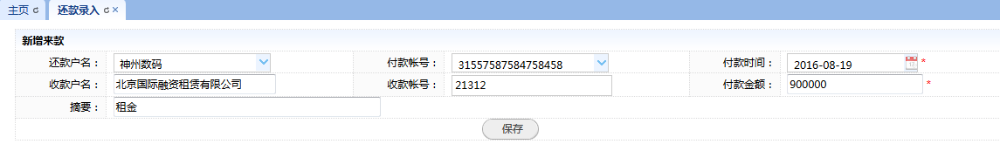 主页 还款录入
新增来款
还款户名： 神州数码 付款帐号： 31557587584758458 付款时间： 2016-08-19 *
收款户名： 北京国际融资租赁有限公司 收款帐号： 21312 付款金额： 900000 *
摘要： 租金
保存